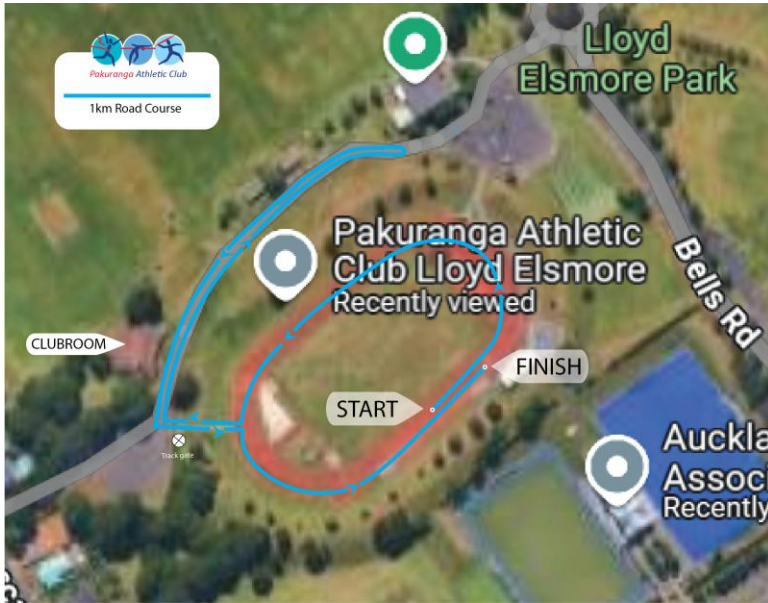 Pakuranga Athletic Club
1km Road Course
Lloyd
Elsmore Park
Pakuranga Athletic
Club Lloyd Elsmore
Recently viewed
Bells Rd
CLUBROOM
FINISH
START
Track gate
Auckla
Associ
Recently